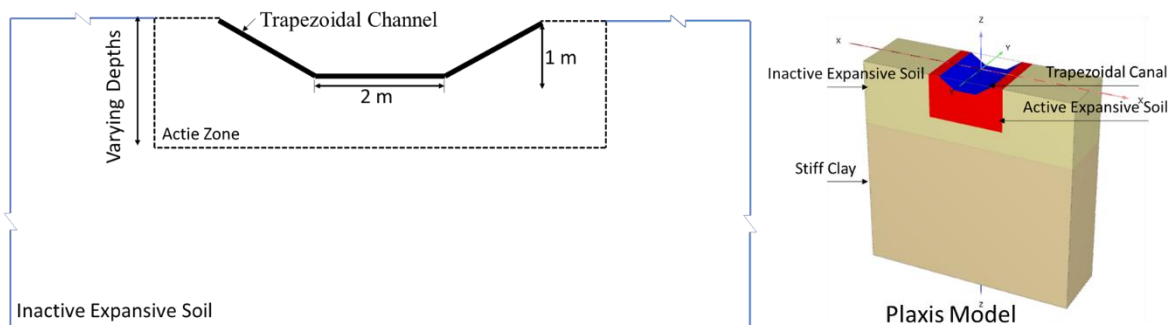 Trapezoidal Channel
1 m
2 m
Varying Depths
Actie Zone
Inactive Expansive Soil
Z
Y
X
Inactive Expansive Soil
Trapezoidal Canal
X
Active Expansive Soil
Stiff Clay
Z
Plaxis Model